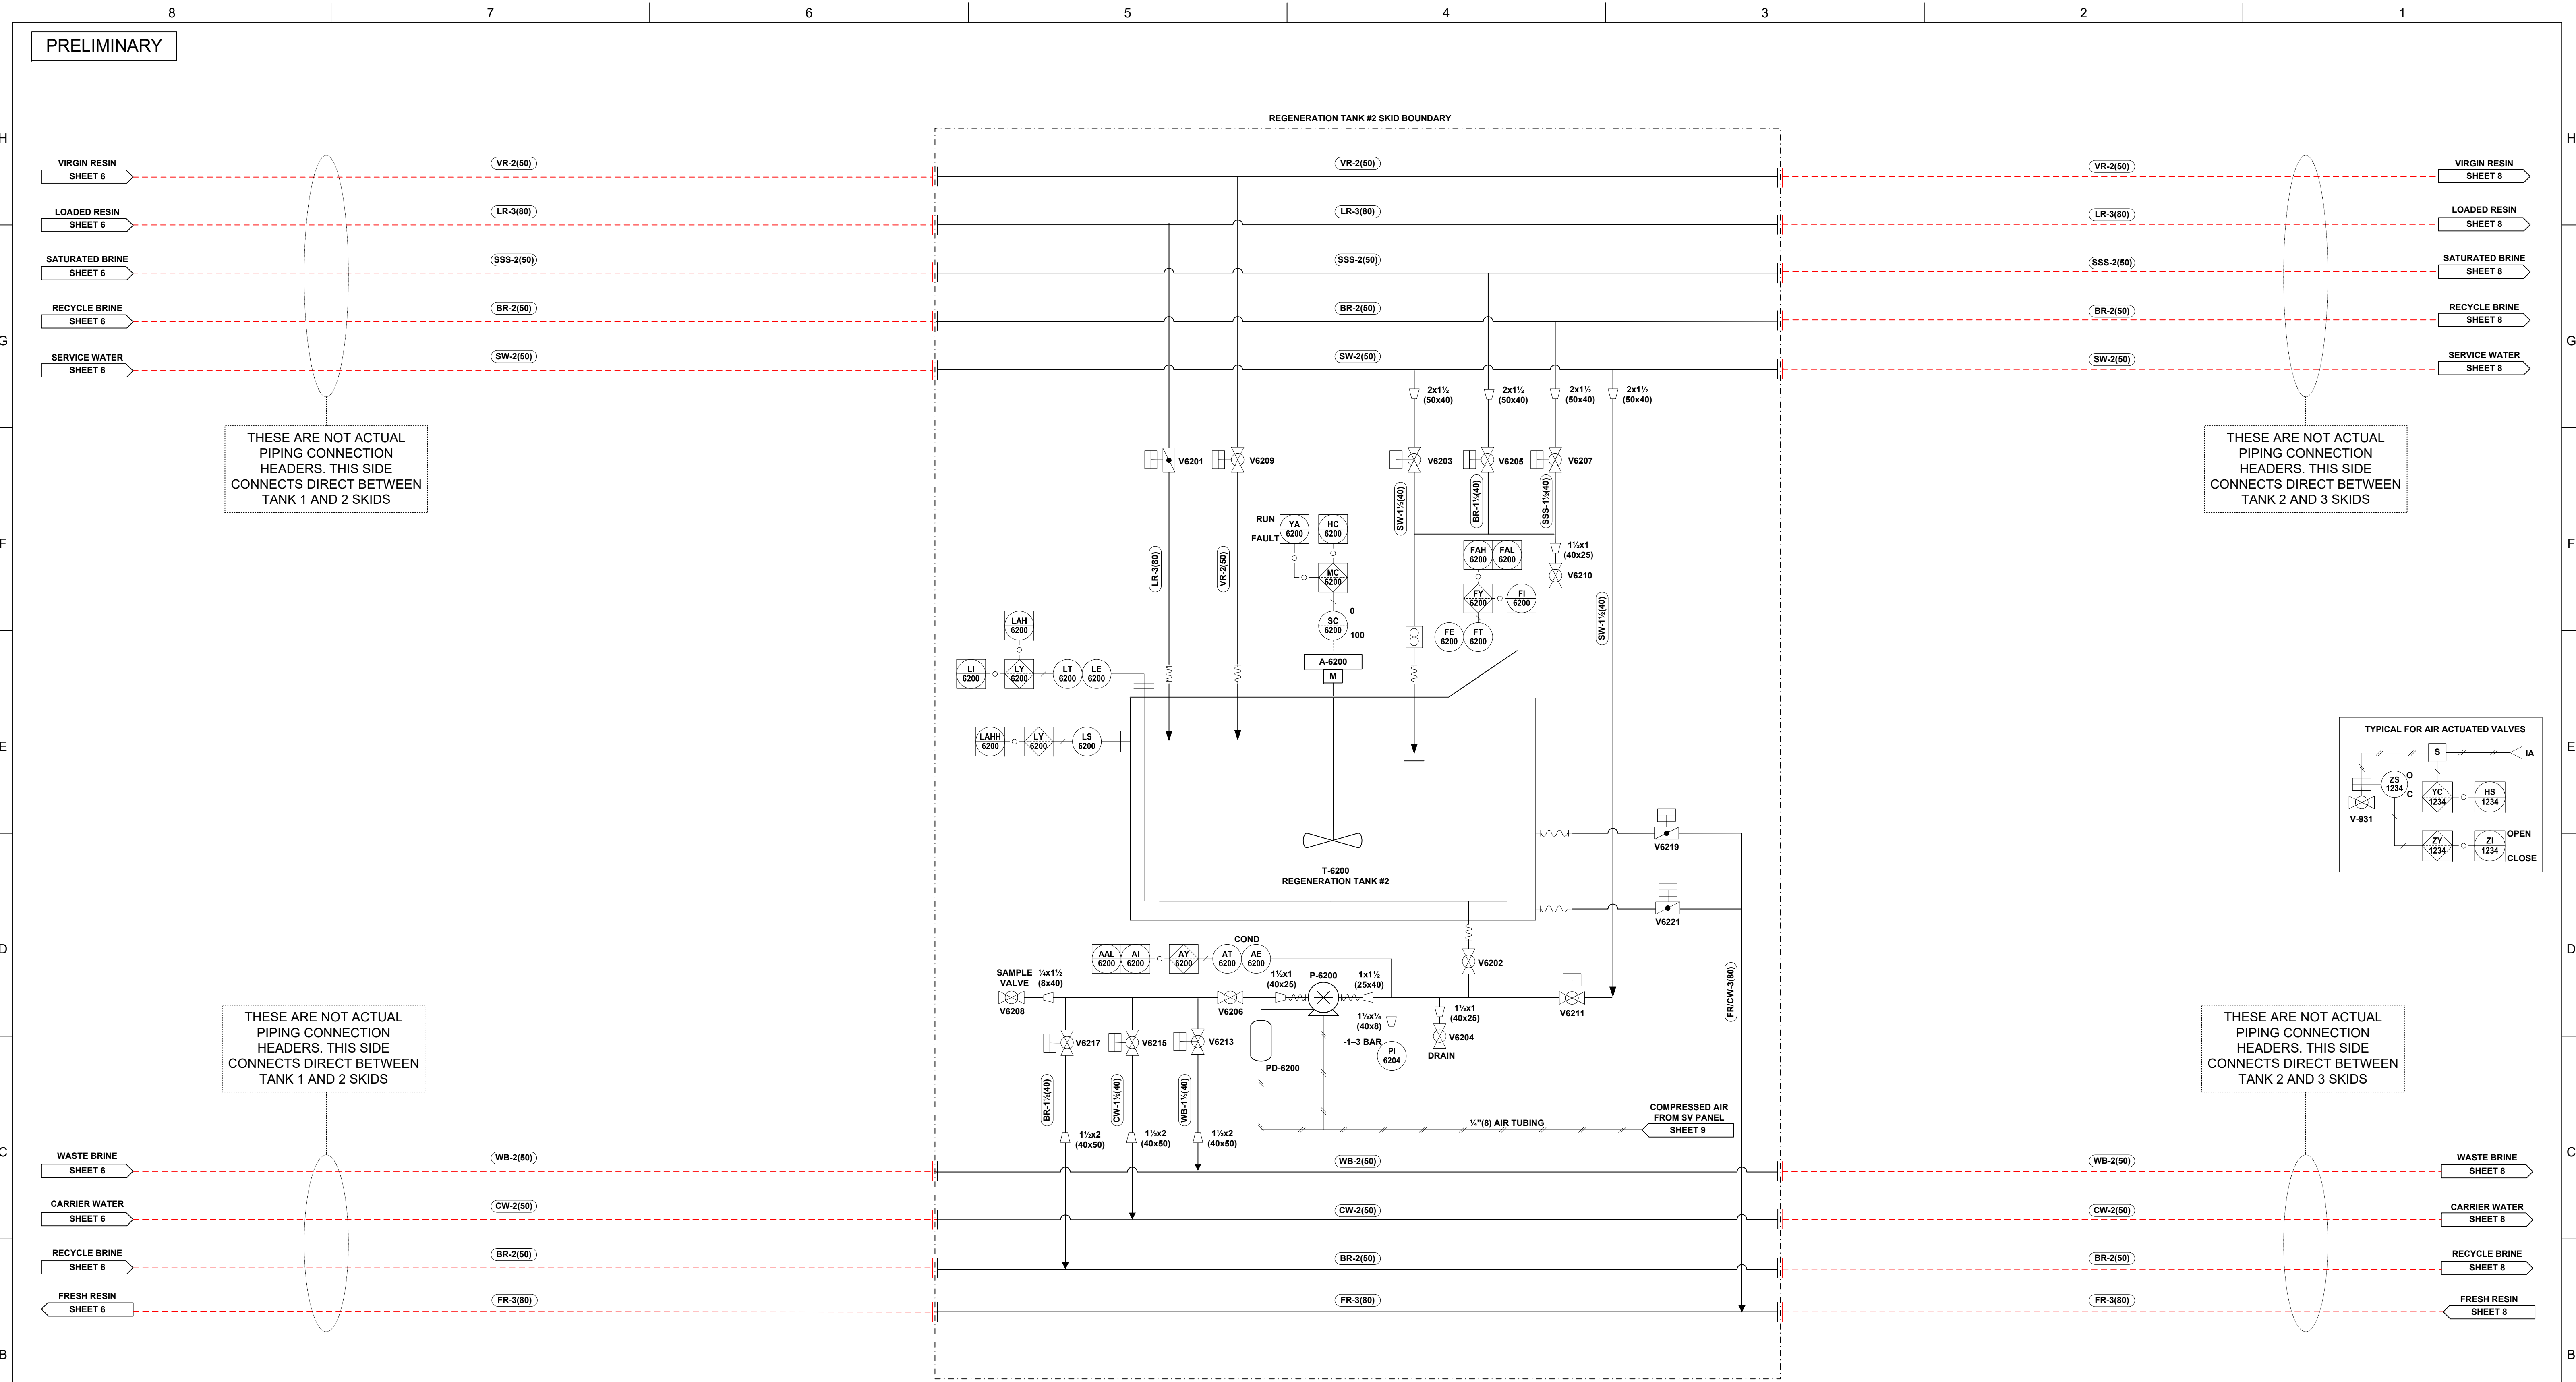 8 7 6 5 4 3 2 1
PRELIMINARY
REGENERATION TANK #2 SKID BOUNDARY
H
H
VIRGIN RESIN
SHEET 6
VR-2(50)
VR-2(50)
VR-2(50)
VIRGIN RESIN
SHEET 8
LOADED RESIN
SHEET 6
LR-3(80)
LR-3(80)
LR-3(80)
LOADED RESIN
SHEET 8
SATURATED BRINE
SHEET 6
SSS-2(50)
SSS-2(50)
SSS-2(50)
SATURATED BRINE
SHEET 8
RECYCLE BRINE
SHEET 6
BR-2(50)
BR-2(50)
BR-2(50)
RECYCLE BRINE
SHEET 8
G
G
SERVICE WATER
SHEET 6
SW-2(50)
SW-2(50)
SW-2(50)
SERVICE WATER
SHEET 8
2x1½
(50x40)
2x1½
(50x40)
2x1½
(50x40)
2x1½
(50x40)
THESE ARE NOT ACTUAL
PIPING CONNECTION
HEADERS. THIS SIDE
CONNECTS DIRECT BETWEEN
TANK 1 AND 2 SKIDS
THESE ARE NOT ACTUAL
PIPING CONNECTION
HEADERS. THIS SIDE
CONNECTS DIRECT BETWEEN
TANK 2 AND 3 SKIDS
V6201
V6209
V6203
V6205
V6207
SW-1½(40)
BR-1½(40)
SSS-1½(40)
F
F
RUN
FAULT
YA
6200
HC
6200
MC
6200
SC
6200
0
100
LR-3(80)
VR-2(50)
FAH
6200
FAL
6200
1½x1
(40x25)
V6210
FY
6200
FI
6200
SW-1½(40)
FE
6200
FT
6200
LAH
6200
LI
6200
LY
6200
LT
6200
LE
6200
A-6200
M
LAHH
6200
LY
6200
LS
6200
E
E
TYPICAL FOR AIR ACTUATED VALVES
S
IA
ZS
1234
O
C
YC
1234
HS
1234
V-931
ZY
1234
ZI
1234
OPEN
CLOSE
V6219
T-6200
REGENERATION TANK #2
V6221
D
D
COND
AAL
6200
AI
6200
AY
6200
AT
6200
AE
6200
V6202
SAMPLE
VALVE
¼x1½
(8x40)
V6208
V6206
1½x1
(40x25)
P-6200
1x1½
(25x40)
V6211
FR/CW-3(80)
1½x¼
(40x8)
1½x1
(40x25)
V6204
DRAIN
-1–3 BAR
PI
6204
PD-6200
V6217
V6215
V6213
THESE ARE NOT ACTUAL
PIPING CONNECTION
HEADERS. THIS SIDE
CONNECTS DIRECT BETWEEN
TANK 1 AND 2 SKIDS
THESE ARE NOT ACTUAL
PIPING CONNECTION
HEADERS. THIS SIDE
CONNECTS DIRECT BETWEEN
TANK 2 AND 3 SKIDS
BR-1½(40)
CW-1½(40)
WB-1½(40)
1½x2
(40x50)
1½x2
(40x50)
1½x2
(40x50)
¼"(8) AIR TUBING
COMPRESSED AIR
FROM SV PANEL
SHEET 9
C
C
WASTE BRINE
SHEET 6
WB-2(50)
WB-2(50)
WB-2(50)
WASTE BRINE
SHEET 8
CARRIER WATER
SHEET 6
CW-2(50)
CW-2(50)
CW-2(50)
CARRIER WATER
SHEET 8
RECYCLE BRINE
SHEET 6
BR-2(50)
BR-2(50)
BR-2(50)
RECYCLE BRINE
SHEET 8
FRESH RESIN
SHEET 6
FR-3(80)
FR-3(80)
FR-3(80)
FRESH RESIN
SHEET 8
B
B